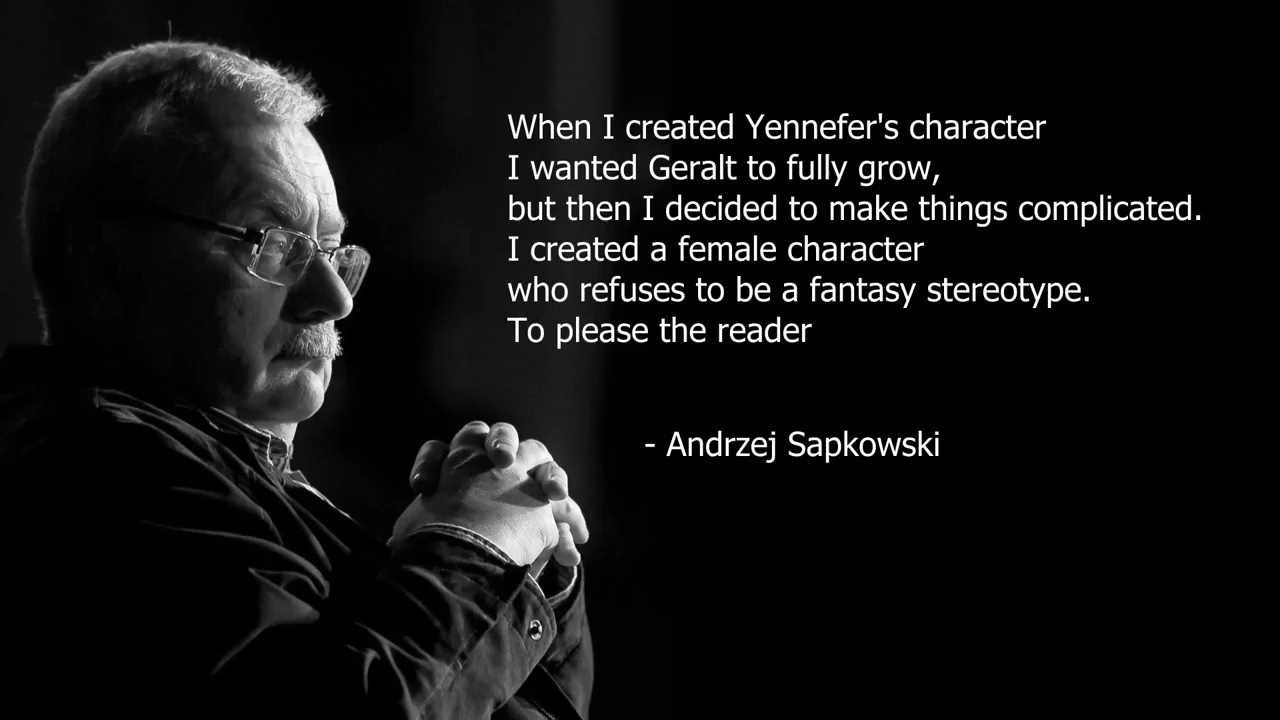 When I created Yennefer's character
I wanted Geralt to fully grow,
but then I decided to make things complicated.
I created a female character
who refuses to be a fantasy stereotype.
To please the reader
- Andrzej Sapkowski